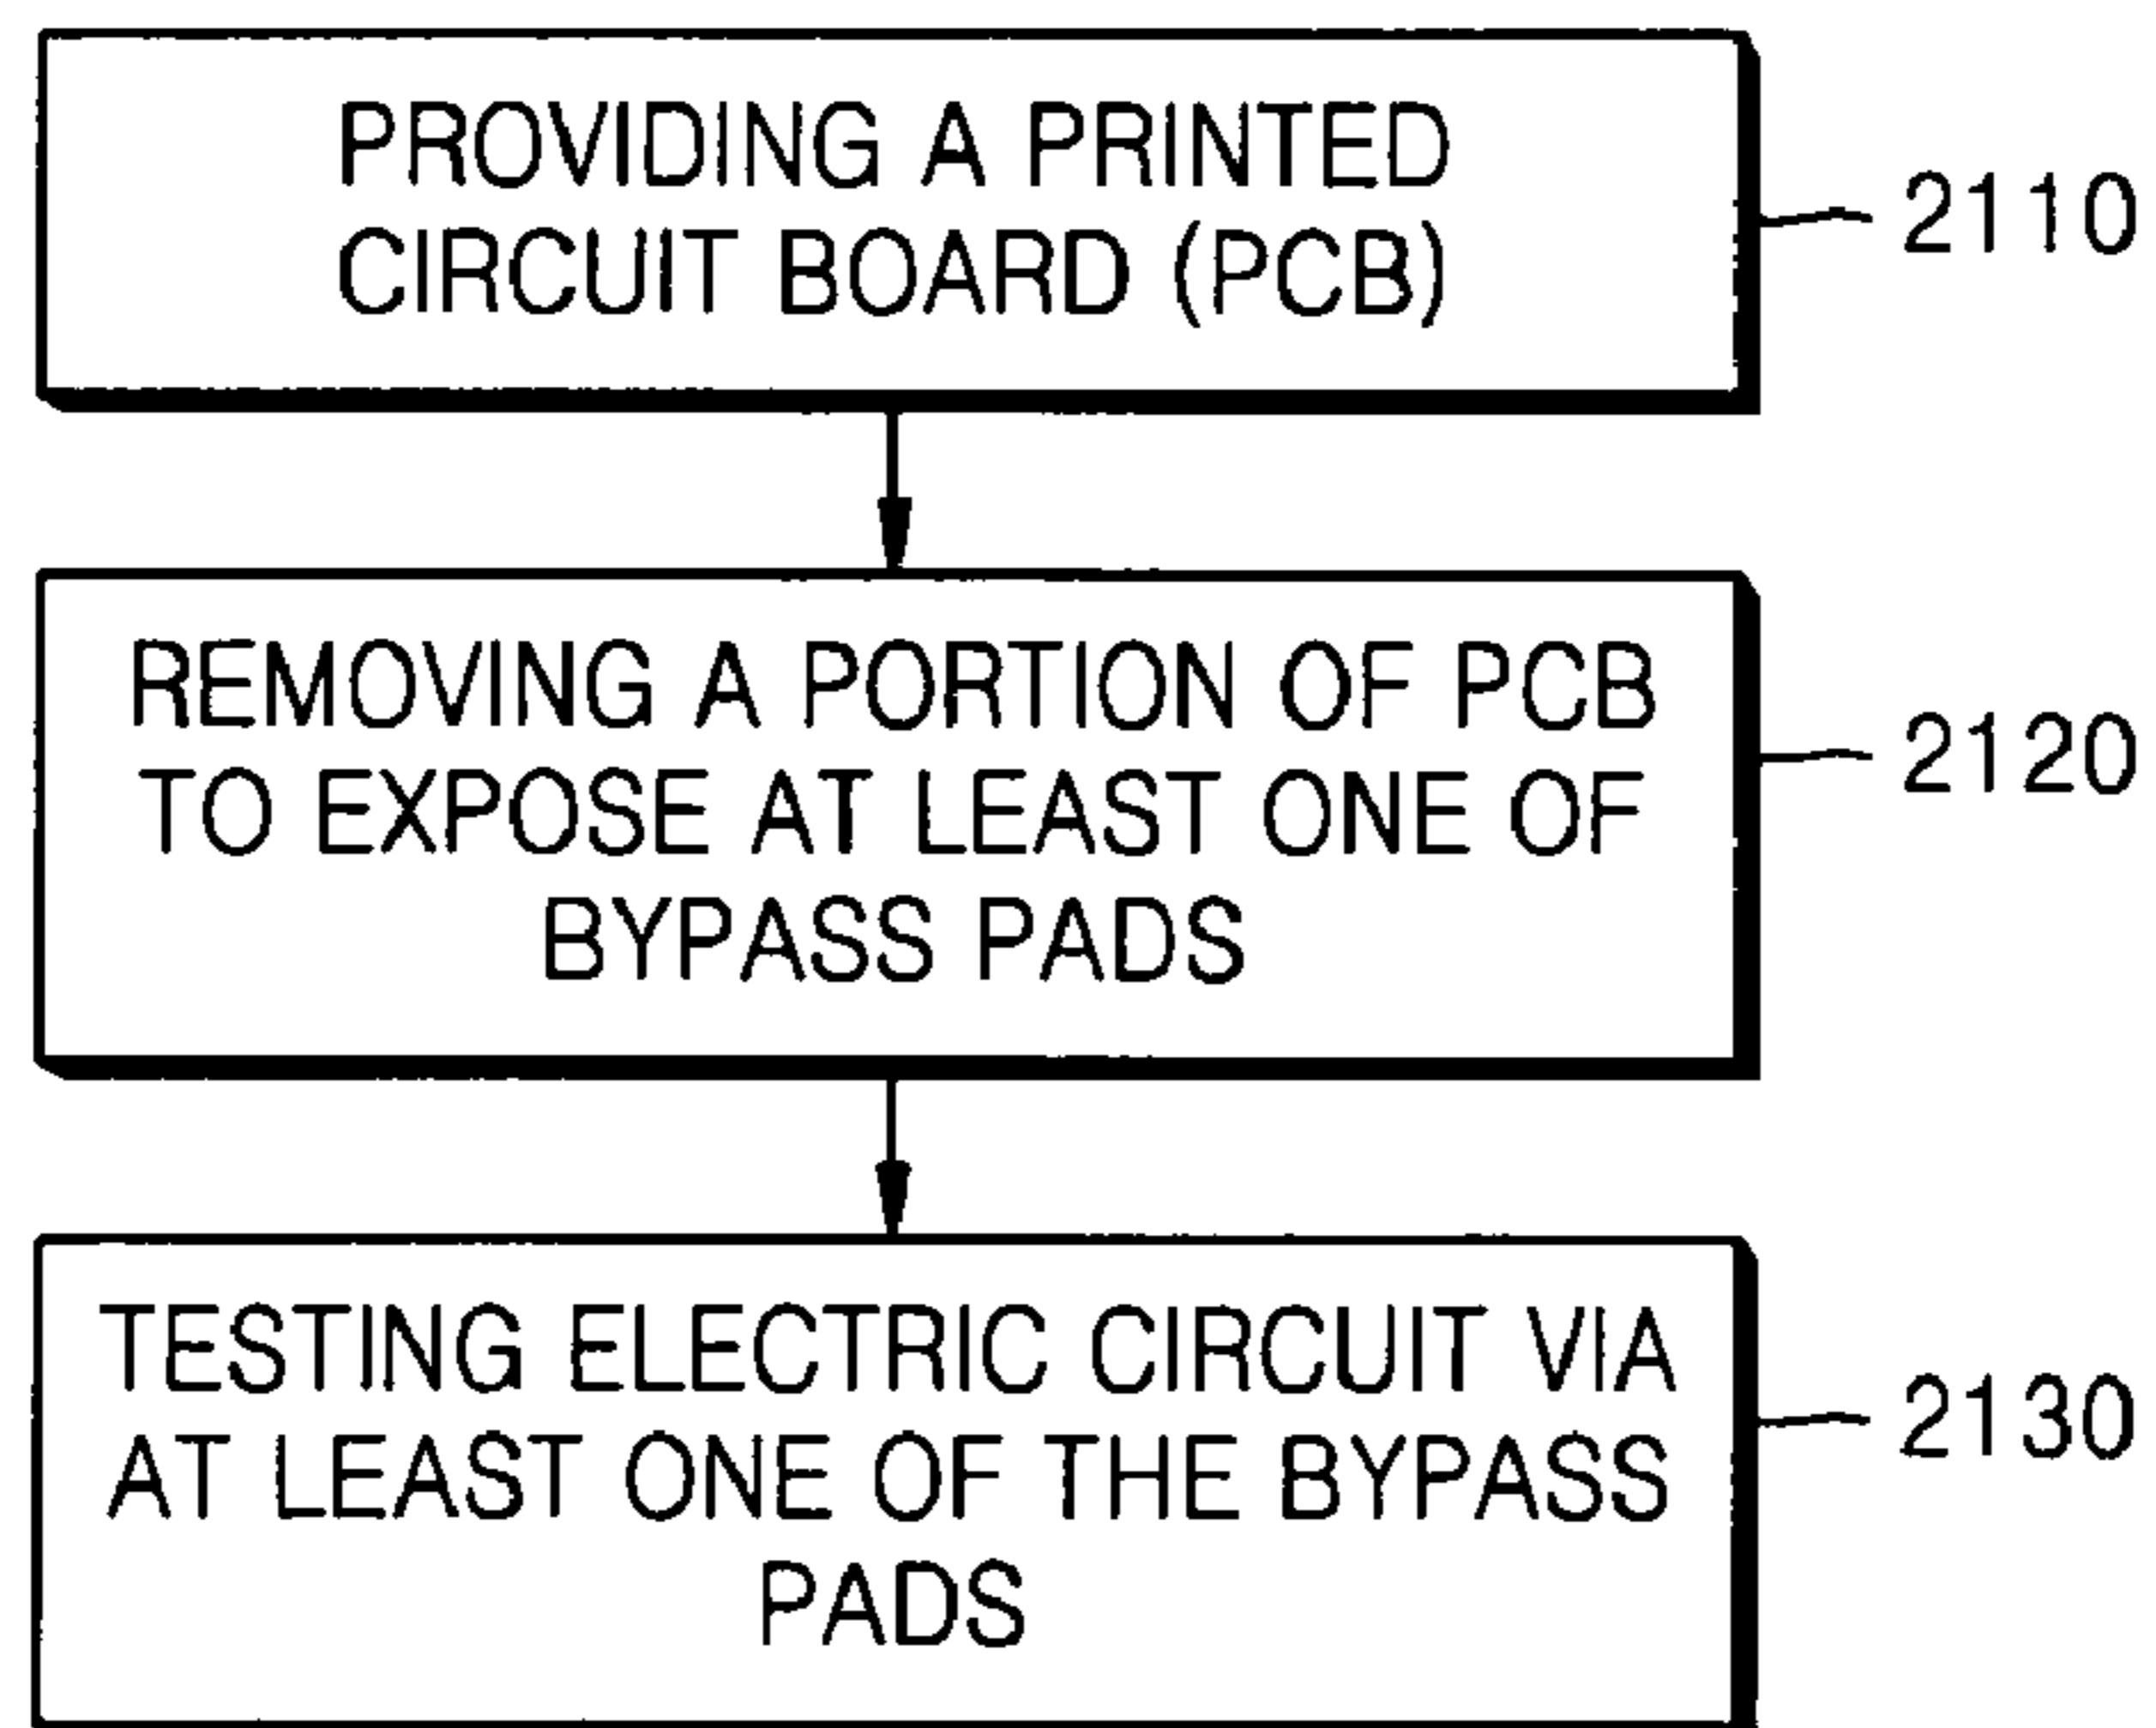 PROVIDING A PRINTED
CIRCUIT BOARD (PCB)
2110
REMOVING A PORTION OF PCB
TO EXPOSE AT LEAST ONE OF
BYPASS PADS
2120
TESTING ELECTRIC CIRCUIT VIA
AT LEAST ONE OF THE BYPASS
PADS
2130